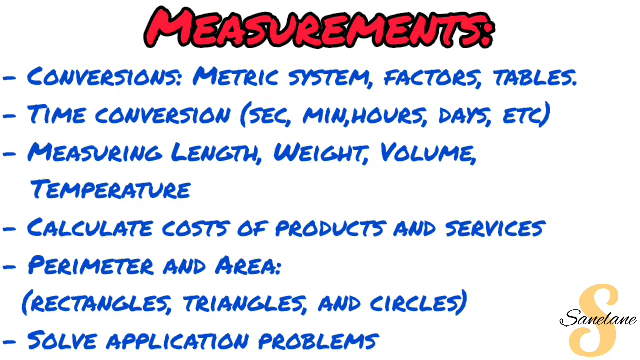 Measurements:
- Conversions: Metric system, factors, tables.
- Time conversion (sec, min,hours, days, etc)
- Measuring Length, Weight, Volume,
Temperature
- Calculate costs of products and services
- Perimeter and Area:
(rectangles, triangles, and circles)
- Solve application problems
S
Sanelane